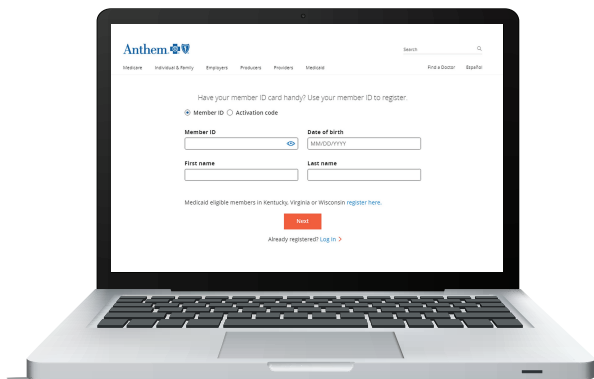 Anthem
Search
Medicare Individual & Family Employers Producers Providers Medicaid Find a Doctor Español
Have your member ID card handy? Use your member ID to register.
Member ID Activation code
Member ID Date of birth
MM/DD/YYYY
First name Last name
Medicaid eligible members in Kentucky, Virginia or Wisconsin register here.
Next
Already registered? Log in >